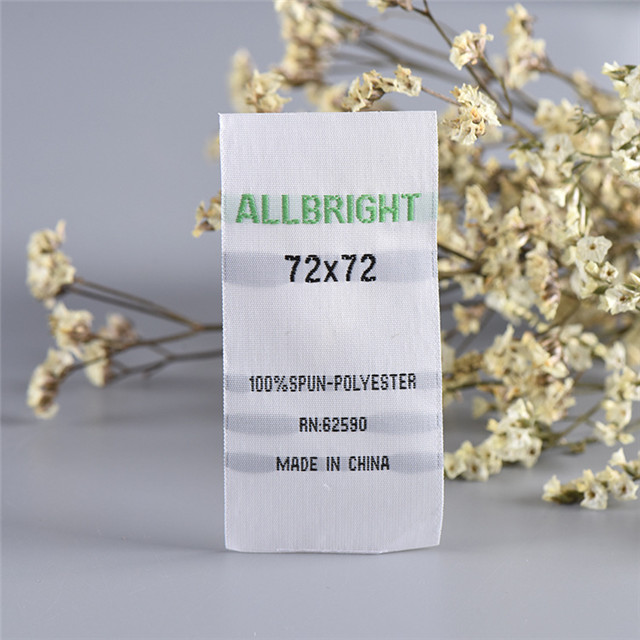 ALLBRIGHT
72x72
100%SPUN-POLYESTER
RN:62590
MADE IN CHINA